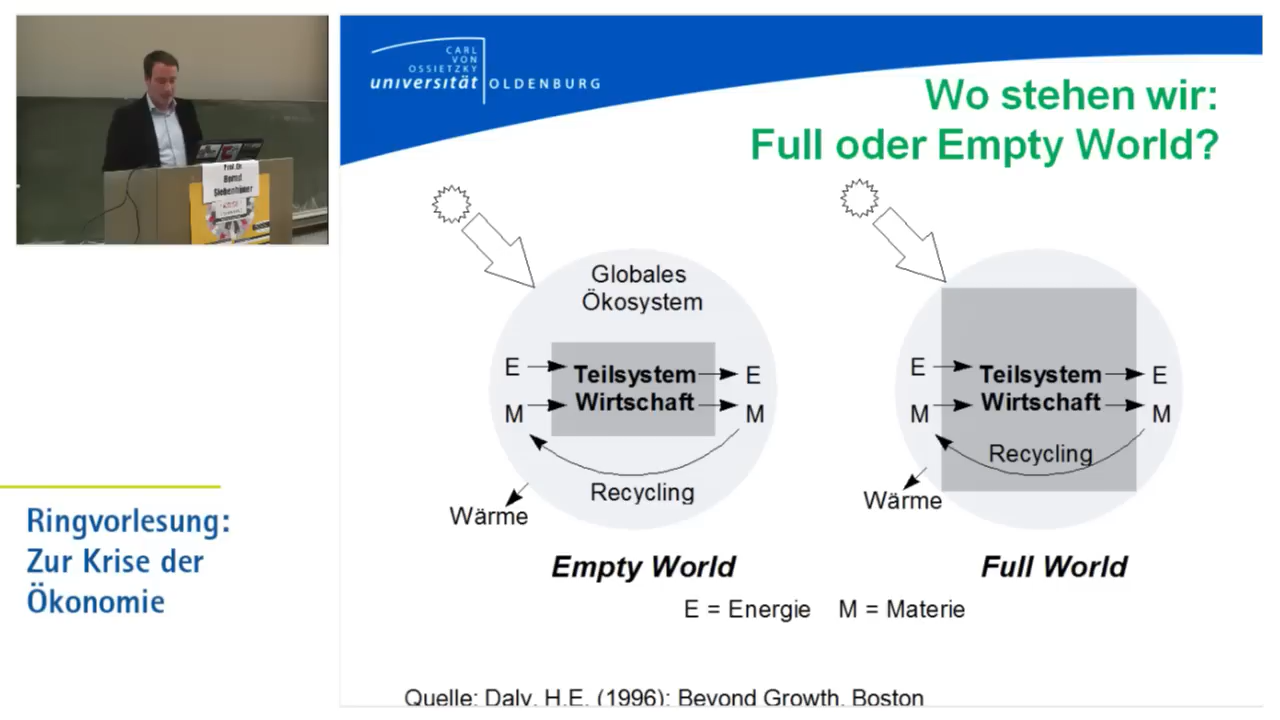 Prof. Dr.
Bernd
Siebenhüner
CARL
VON
OSSIETZKY
universität OLDENBURG
Wo stehen wir:
Full oder Empty World?
Globales
Ökosystem
E
Teilsystem
E
M
Wirtschaft
M
Recycling
Wärme
Empty World
E
Teilsystem
E
M
Wirtschaft
M
Recycling
Wärme
Full World
E = Energie M = Materie
Quelle: Daly, H.E. (1996): Beyond Growth, Boston
Ringvorlesung:
Zur Krise der
Ökonomie